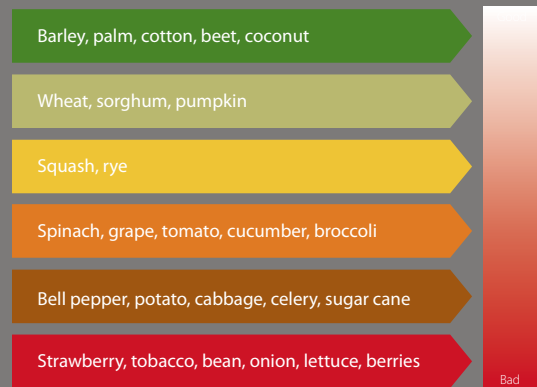 Barley, palm, cotton, beet, coconut
Wheat, sorghum, pumpkin
Squash, rye
Spinach, grape, tomato, cucumber, broccoli
Bell pepper, potato, cabbage, celery, sugar cane
Strawberry, tobacco, bean, onion, lettuce, berries
Bad